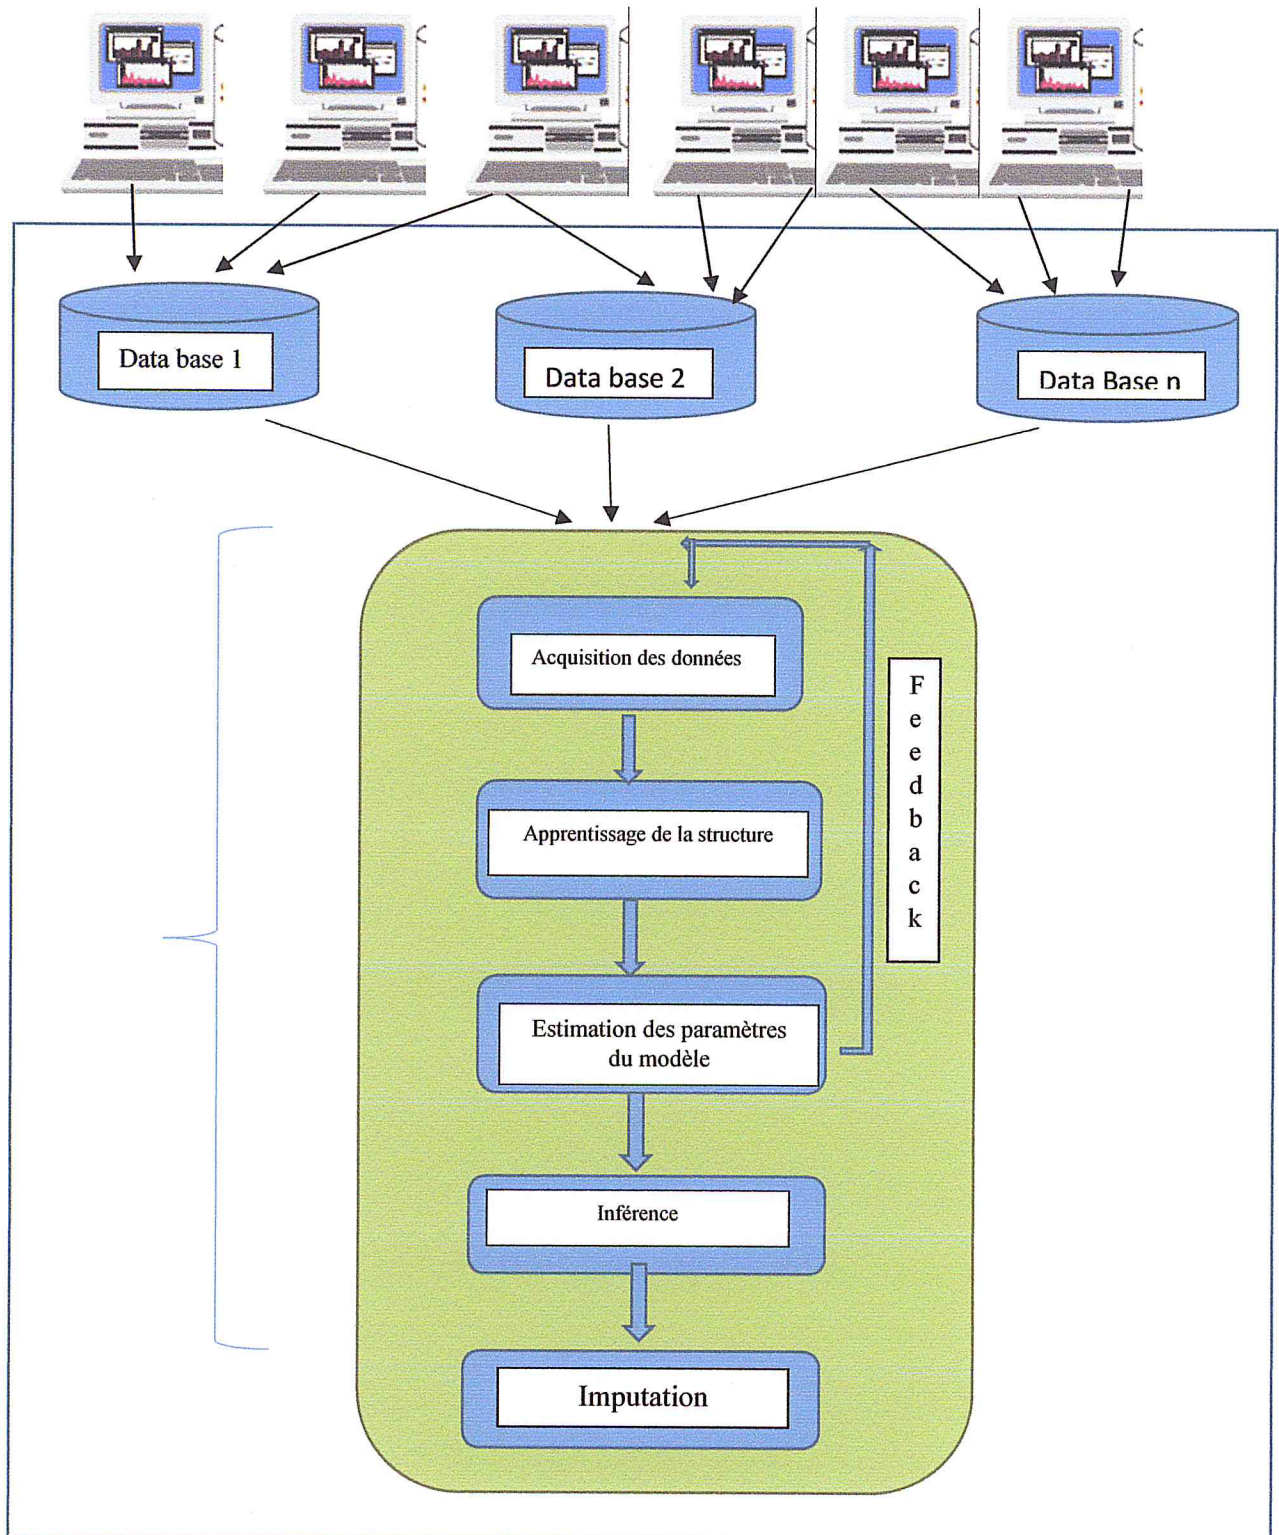 Data base 1
Data base 2
Data Base n
Acquisition des données
Apprentissage de la structure
Estimation des paramètres
du modèle
Inférence
Imputation
Feedback